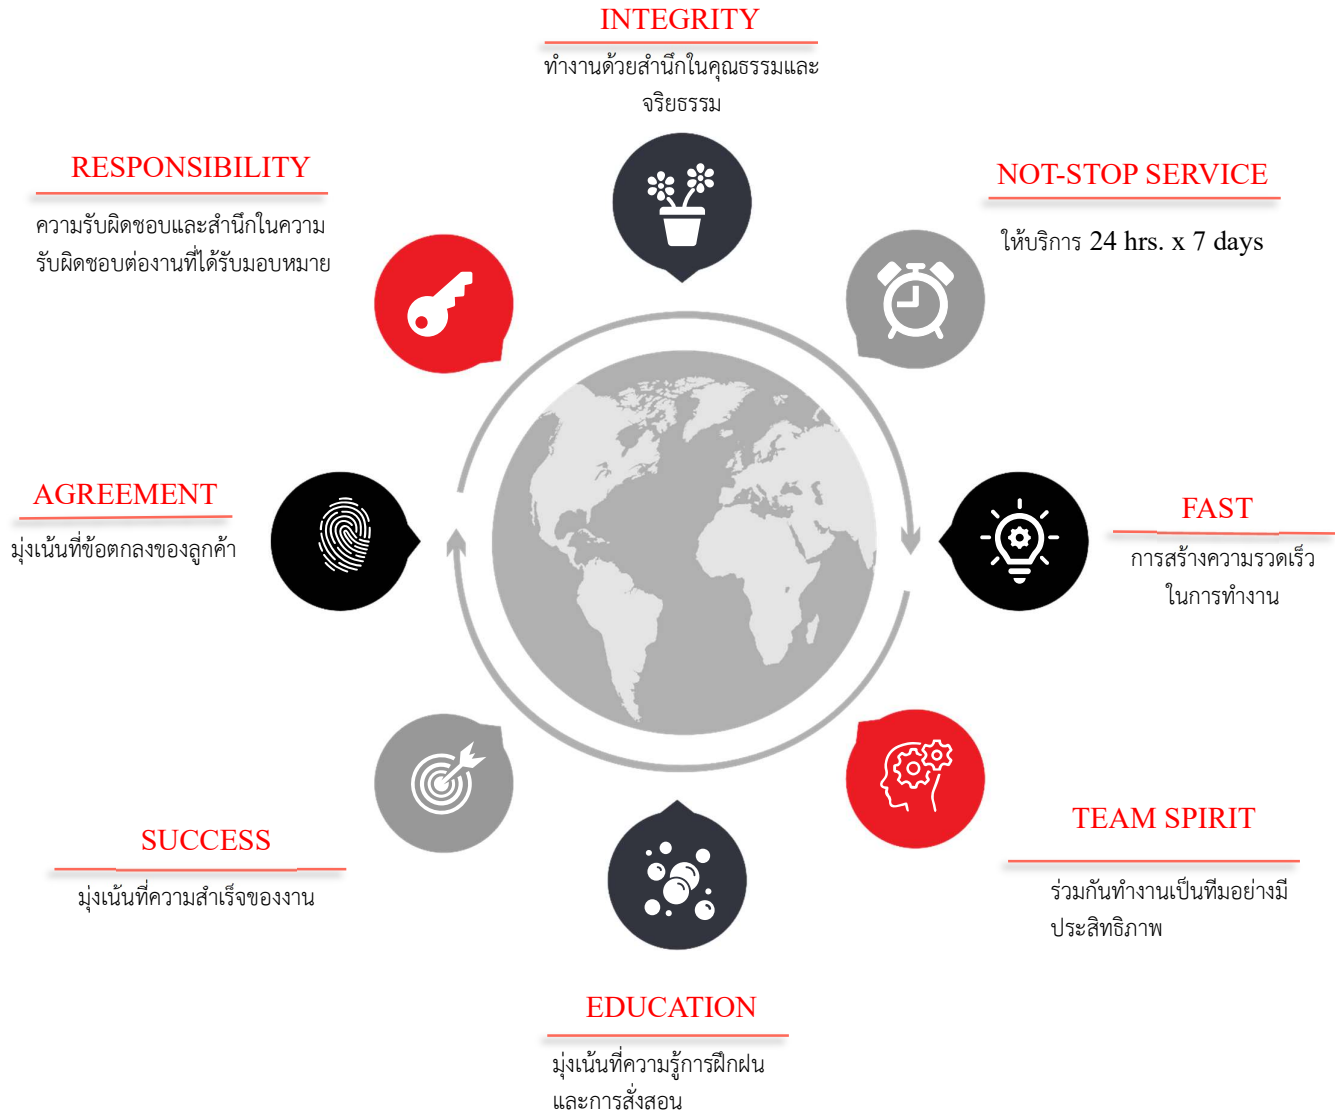 INTEGRITY
ทำงานด้วยสำนึกในคุณธรรมและ
จริยธรรม
RESPONSIBILITY
ความรับผิดชอบและสำนึกในความ
รับผิดชอบต่องานที่ได้รับมอบหมาย
NOT-STOP SERVICE
ให้บริการ 24 hrs. x 7 days
AGREEMENT
มุ่งเน้นที่ข้อตกลงของลูกค้า
FAST
การสร้างความรวดเร็ว
ในการทำงาน
SUCCESS
มุ่งเน้นที่ความสำเร็จของงาน
TEAM SPIRIT
ร่วมกันทำงานเป็นทีมอย่างมี
ประสิทธิภาพ
EDUCATION
มุ่งเน้นที่ความรู้การฝึกฝน
และการสั่งสอน